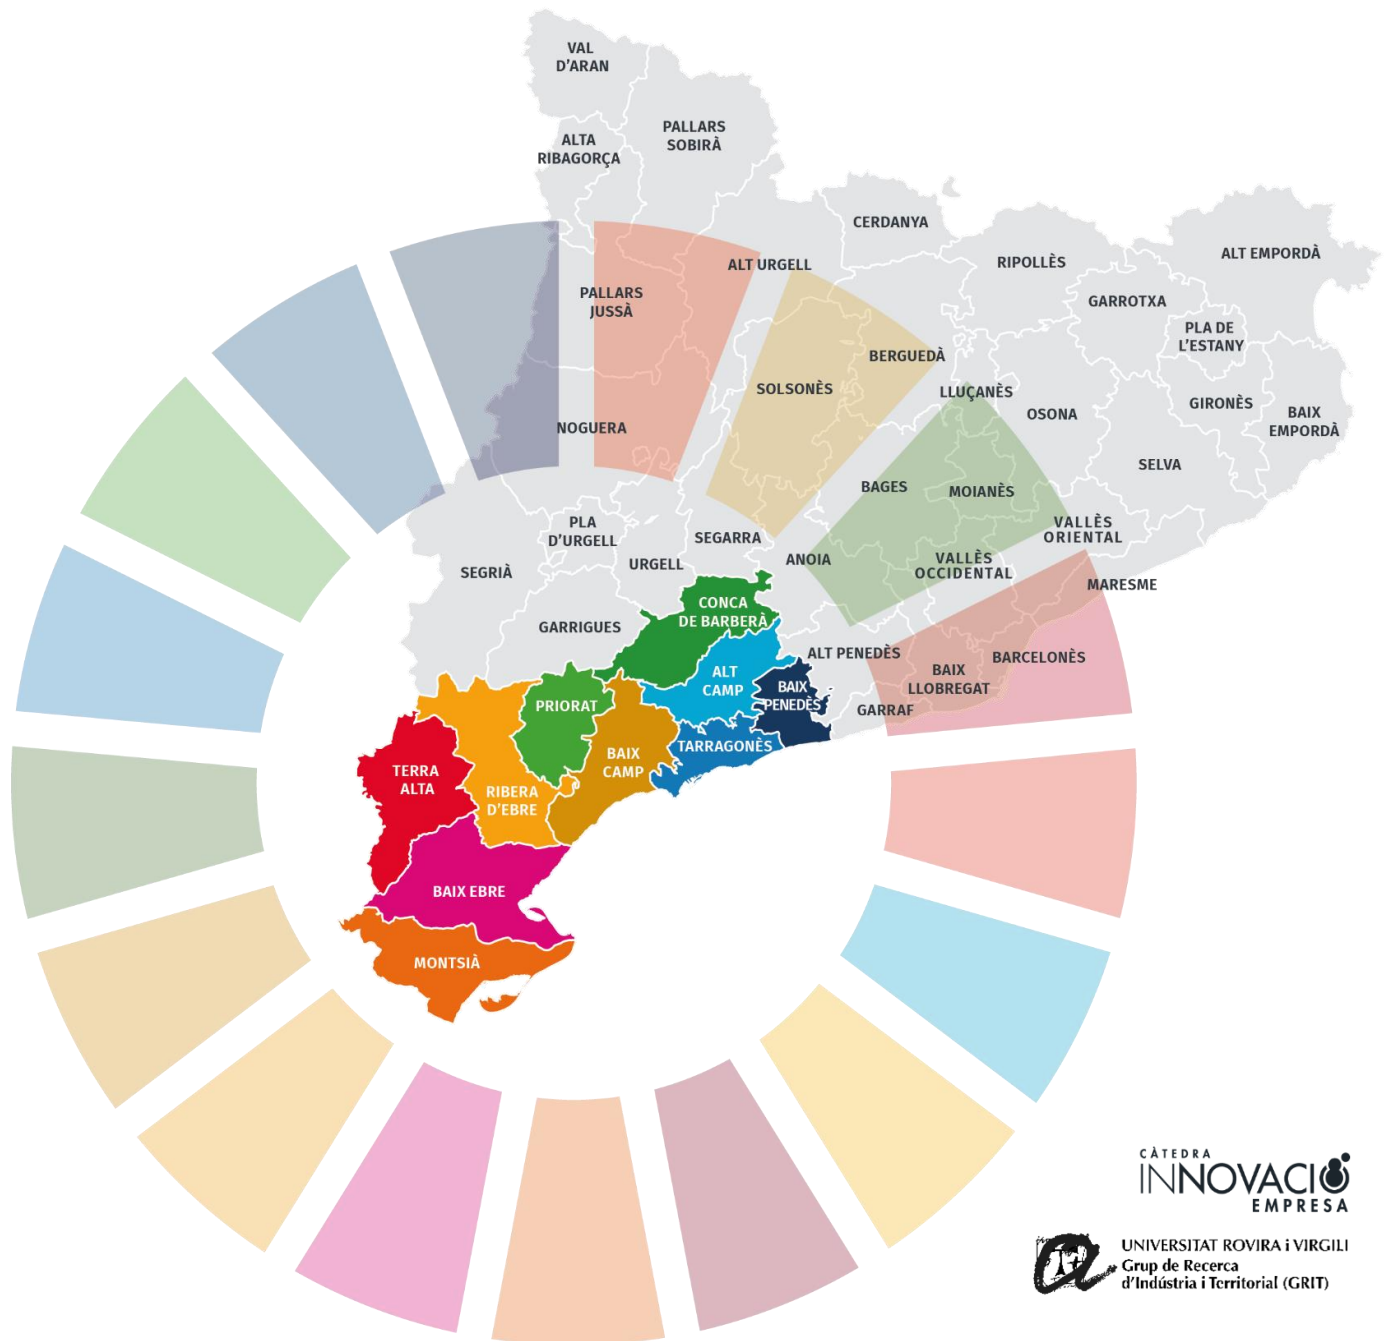 VAL
D'ARAN
PALLARS
SOBIRÀ
ALTA
RIBAGORÇA
CERDANYA
RIPOLLÈS
ALT EMPORDÀ
ALT URGELL
PALLARS
JUSSÀ
GARROTXA
PLA DE
L'ESTANY
BERGUEDÀ
SOLSONÈS
LLUÇANÈS
OSONA
GIRONÈS
BAIX
EMPORDÀ
NOGUERA
SELVA
BAGES
MOIANÈS
PLA
D'URGELL
VALLÈS
ORIENTAL
SEGARRA
ANOIA
URGELL
SEGRIÀ
VALLÈS
OCCIDENTAL
MARESME
CONCA
DE BARBERÀ
GARRIGUES
ALT PENEDÈS
BARCELONÈS
BAIX
LLOBREGAT
ALT
CAMP
BAIX
PENEDÈS
GARRAF
PRIORAT
TARRAGONÈS
BAIX
CAMP
TERRA
ALTA
RIBERA
D'EBRE
BAIX EBRE
MONTSIÀ
CÀTEDRA
INNOVACIÓ
EMPRESA
UNIVERSITAT ROVIRA i VIRGILI
Grup de Recerca
d'Indústria i Territorial (GRIT)